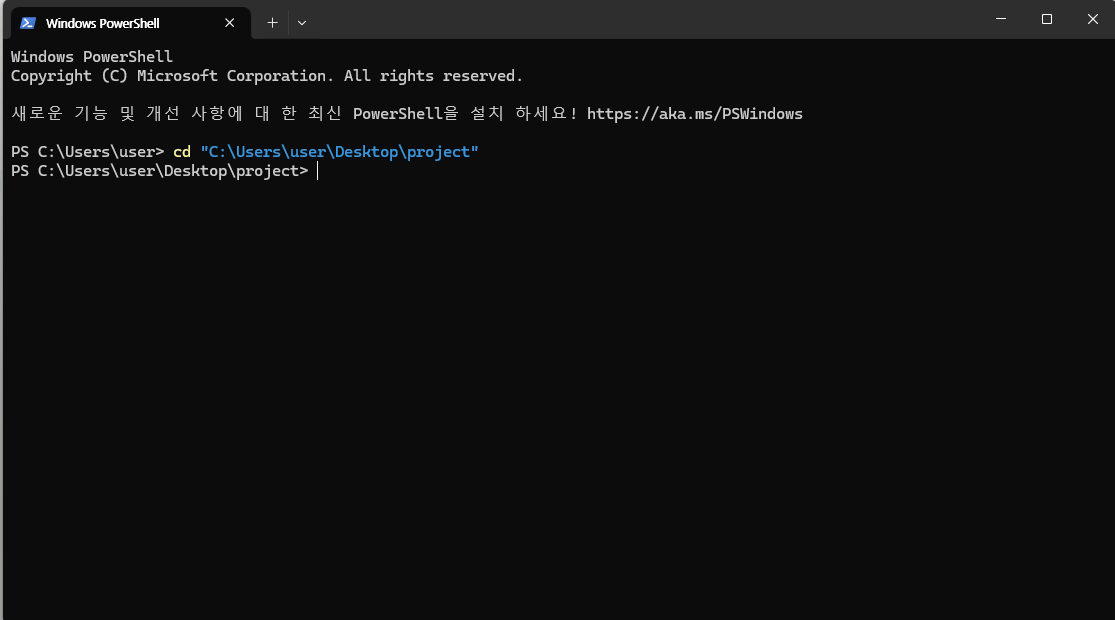 Windows PowerShell
Windows PowerShell
Copyright (C) Microsoft Corporation. All rights reserved.
새로운 기능 및 개선 사항에 대 한 최신 PowerShell을 설치 하세요! https://aka.ms/PSWindows
PS C:\Users\user> cd "C:\Users\user\Desktop\project"
PS C:\Users\user\Desktop\project>